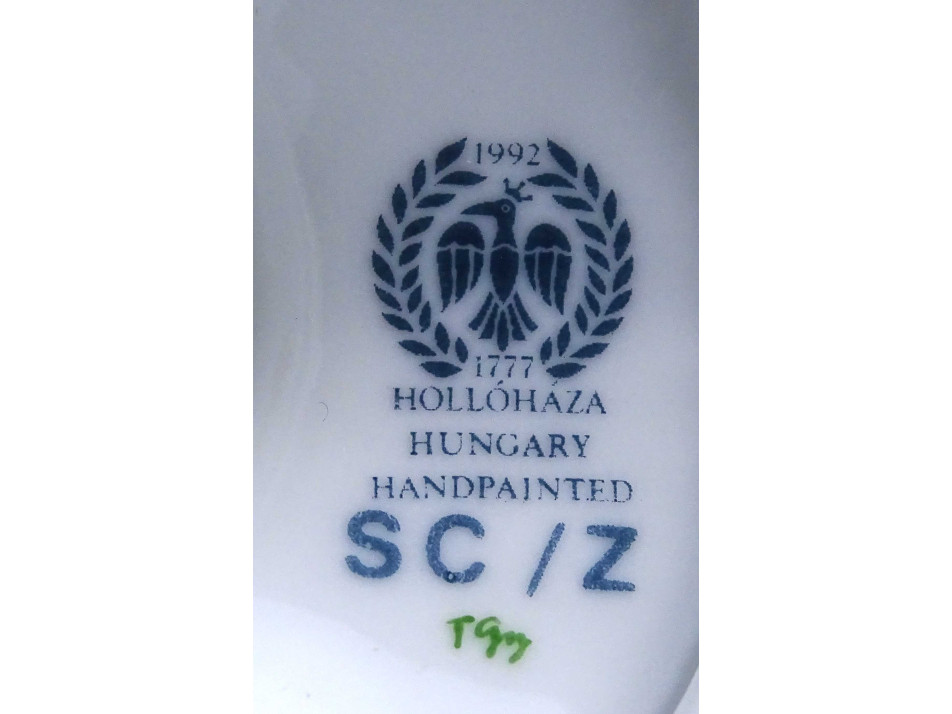 1992
1777
HOLLÓHÁZA
HUNGARY
HANDPAINTED
SC/Z